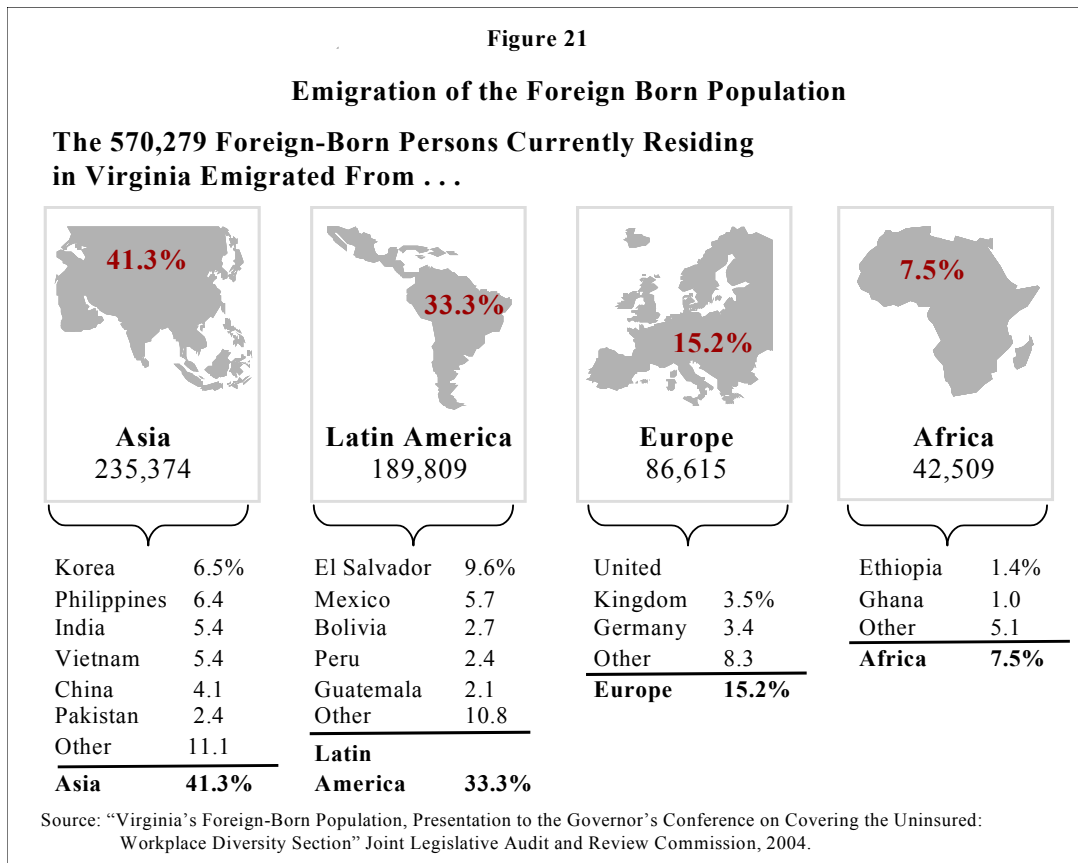 Figure 21
Emigration of the Foreign Born Population
The 570,279 Foreign-Born Persons Currently Residing
in Virginia Emigrated From . . .
41.3%
33.3%
15.2%
7.5%
Asia
235,374
Latin America
189,809
Europe
86,615
Africa
42,509
Korea 6.5%
Philippines 6.4
India 5.4
Vietnam 5.4
China 4.1
Pakistan 2.4
Other 11.1
Asia 41.3%
El Salvador 9.6%
Mexico 5.7
Bolivia 2.7
Peru 2.4
Guatemala 2.1
Other 10.8
Latin
America 33.3%
United
Kingdom 3.5%
Germany 3.4
Other 8.3
Europe 15.2%
Ethiopia 1.4%
Ghana 1.0
Other 5.1
Africa 7.5%
Source: “Virginia’s Foreign-Born Population, Presentation to the Governor’s Conference on Covering the Uninsured:
Workplace Diversity Section” Joint Legislative Audit and Review Commission, 2004.